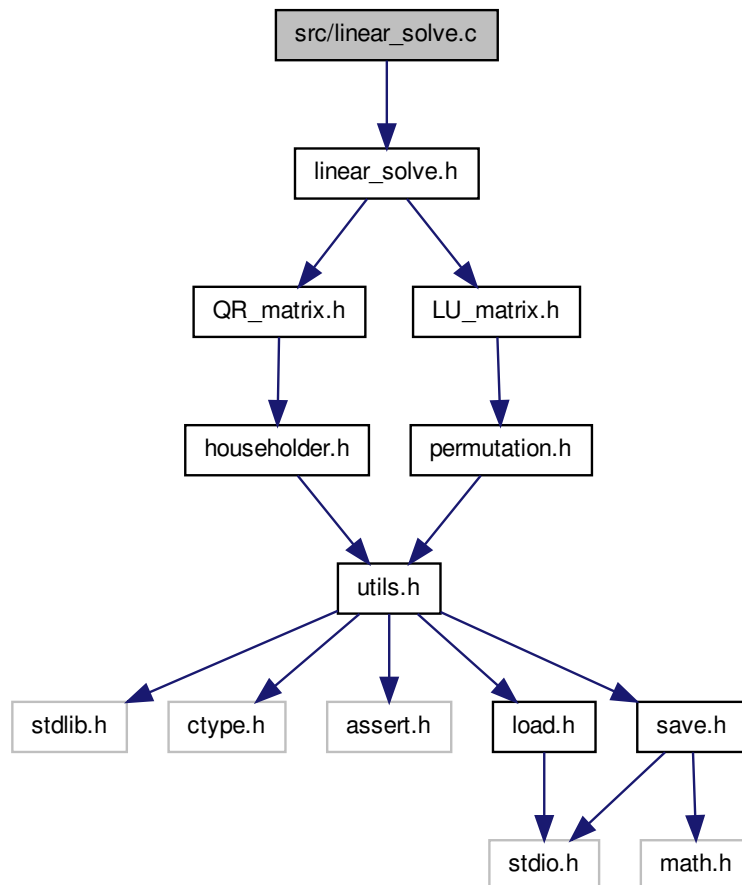 src/linear_solve.c
linear_solve.h
QR_matrix.h
LU_matrix.h
householder.h
permutation.h
utils.h
stdlib.h
ctype.h
assert.h
load.h
save.h
stdio.h
math.h